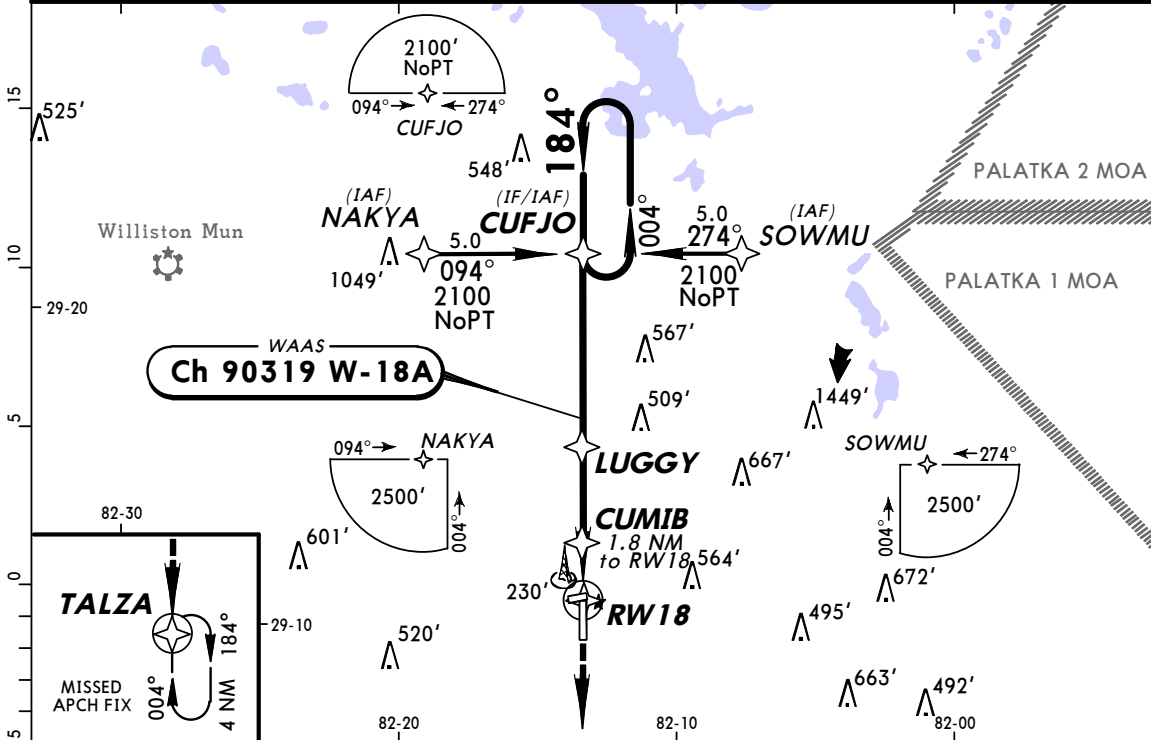 2100'
NoPT
094°
274°
CUFJO
15
525'
548'
184°
PALATKA 2 MOA
(IAF)
NAKYA
(IF/IAF)
CUFJO
004°
5.0
274°
(IAF)
SOWMU
Williston Mun
10
1049'
5.0
094°
2100
NoPT
2100
NoPT
PALATKA 1 MOA
29-20
567'
WAAS
Ch 90319 W-18A
509'
1449'
5
094°
NAKYA
2500'
004°
LUGGY
667'
SOWMU
274°
2500'
004°
82-30
601'
CUMIB
1.8 NM
to RW18
564'
0
230'
672'
TALZA
RW18
29-10
495'
184°
520'
MISSED
APCH FIX
004°
4 NM
663'
492'
5
82-20
82-10
82-00